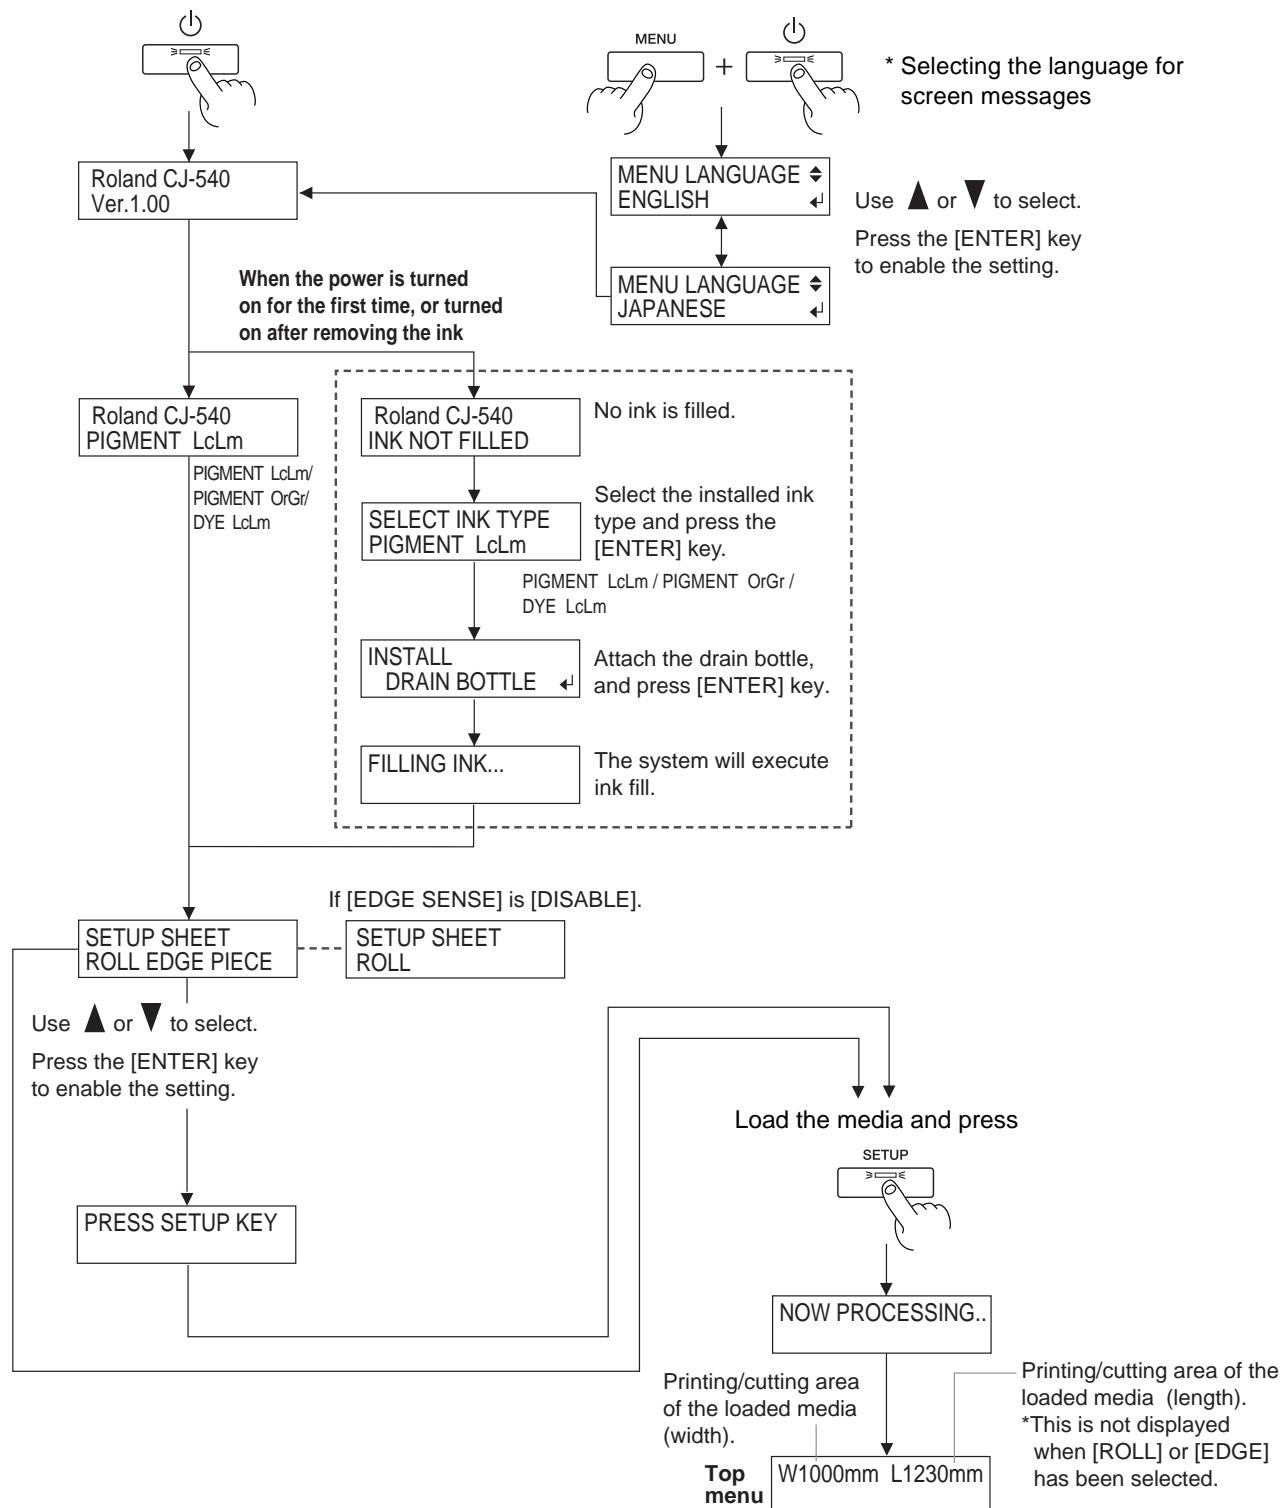 MENU
+
* Selecting the language for
screen messages
Roland CJ-540
Ver.1.00
MENU LANGUAGE
ENGLISH
Use ▲ or ▼ to select.
Press the [ENTER] key
to enable the setting.
MENU LANGUAGE
JAPANESE
When the power is turned
on for the first time, or turned
on after removing the ink
Roland CJ-540
PIGMENT LcLm
PIGMENT LcLm/
PIGMENT OrGr/
DYE LcLm
Roland CJ-540
INK NOT FILLED
No ink is filled.
SELECT INK TYPE
PIGMENT LcLm
Select the installed ink
type and press the
[ENTER] key.
PIGMENT LcLm / PIGMENT OrGr /
DYE LcLm
INSTALL
DRAIN BOTTLE
Attach the drain bottle,
and press [ENTER] key.
FILLING INK...
The system will execute
ink fill.
If [EDGE SENSE] is [DISABLE].
SETUP SHEET
ROLL EDGE PIECE
SETUP SHEET
ROLL
Use ▲ or ▼ to select.
Press the [ENTER] key
to enable the setting.
PRESS SETUP KEY
Load the media and press
SETUP
NOW PROCESSING..
Printing/cutting area
of the loaded media
(width).
Printing/cutting area of the
loaded media (length).
*This is not displayed
when [ROLL] or [EDGE]
has been selected.
Top
menu
W1000mm L1230mm